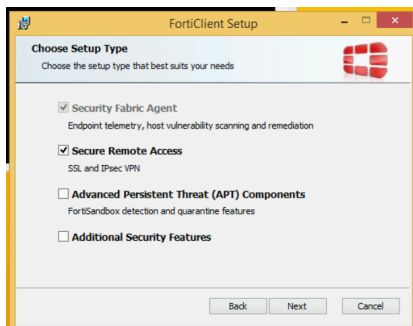 FortiClient Setup
Choose Setup Type
Choose the setup type that best suits your needs
Security Fabric Agent
Endpoint telemetry, host vulnerability scanning and remediation
Secure Remote Access
SSL and IPsec VPN
Advanced Persistent Threat (APT) Components
FortiSandbox detection and quarantine features
Additional Security Features
Back Next Cancel